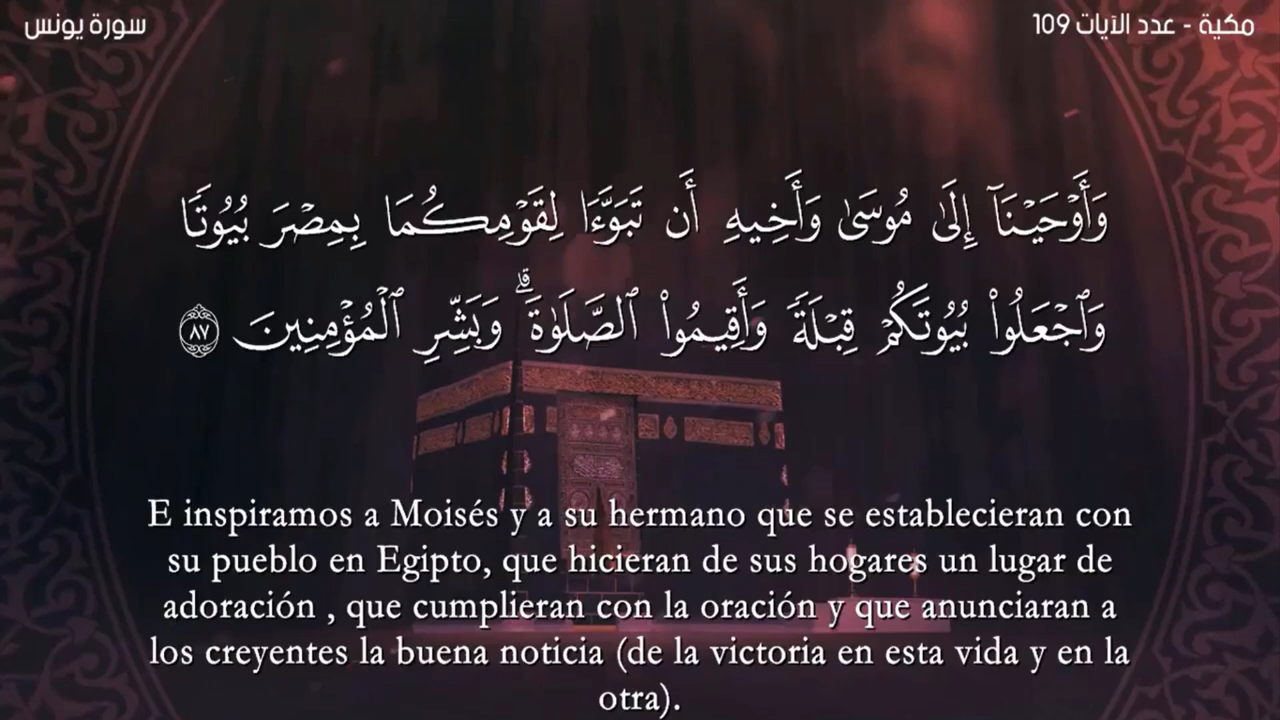 مكية - عدد الآيات 109
سورة يونس
وَأَوْحَيْنَآ إِلَىٰ مُوسَىٰ وَأَخِيهِ أَن تَبَوَّءَا لِقَوْمِكُمَا بِمِصْرَ بُيُوتًا
وَٱجْعَلُوا۟ بُيُوتَكُمْ قِبْلَةً وَأَقِيمُوا۟ ٱلصَّلَوٰةَ ۗ وَبَشِّرِ ٱلْمُؤْمِنِينَ ٨٧
E inspiramos a Moisés y a su hermano que se establecieran con
su pueblo en Egipto, que hicieran de sus hogares un lugar de
adoración , que cumplieran con la oración y que anunciaran a
los creyentes la buena noticia (de la victoria en esta vida y en la
otra).